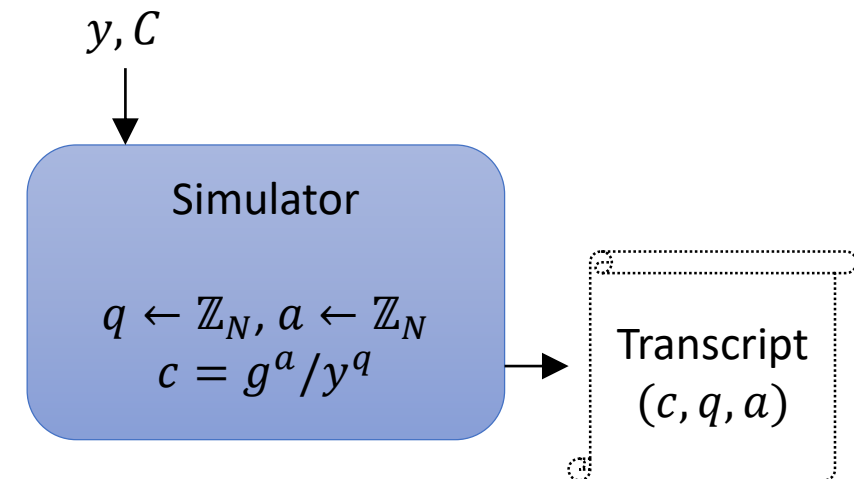 y, C
Simulator
q ← ℤ_N, a ← ℤ_N
c = g^a/y^q
Transcript
(c, q, a)